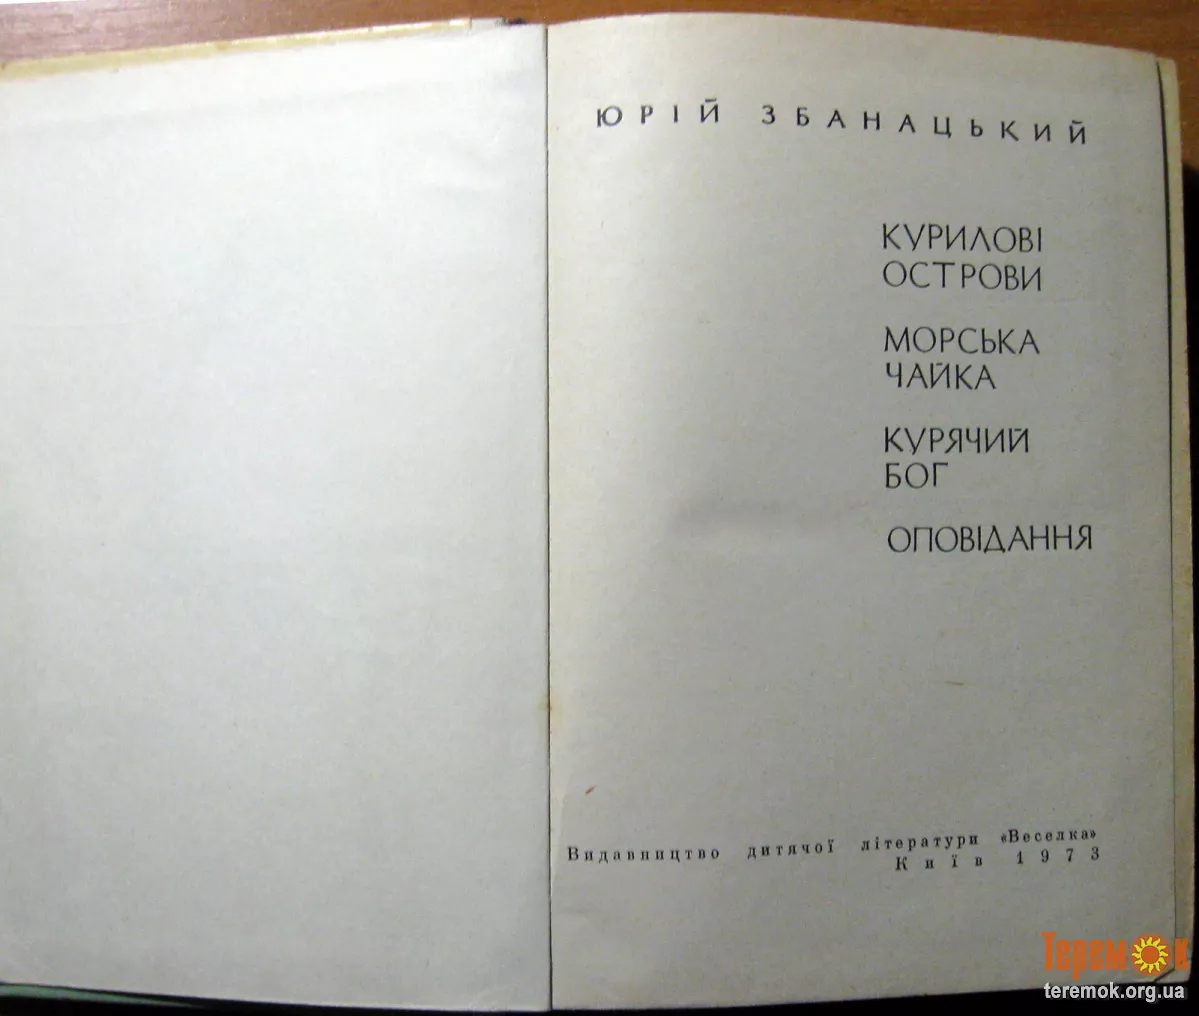 ЮРІЙ ЗБАНАЦЬКИЙ
КУРИЛОВІ
ОСТРОВИ
МОРСЬКА
ЧАЙКА
КУРЯЧИЙ
БОГ
ОПОВІДАННЯ
Видавництво дитячої літератури «Веселка»
Київ 1973
Теремок
teremok.org.ua